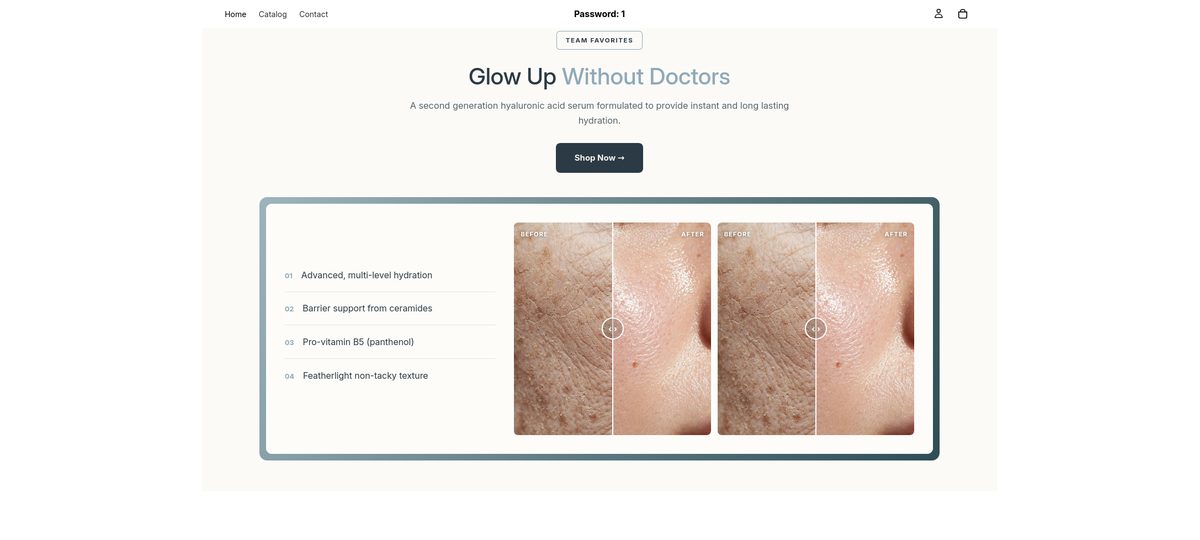 Home Catalog Contact Password: 1
TEAM FAVORITES
Glow Up Without Doctors
A second generation hyaluronic acid serum formulated to provide instant and long lasting
hydration.
Shop Now →
BEFORE AFTER BEFORE AFTER
01 Advanced, multi-level hydration
02 Barrier support from ceramides
03 Pro-vitamin B5 (panthenol)
04 Featherlight non-tacky texture